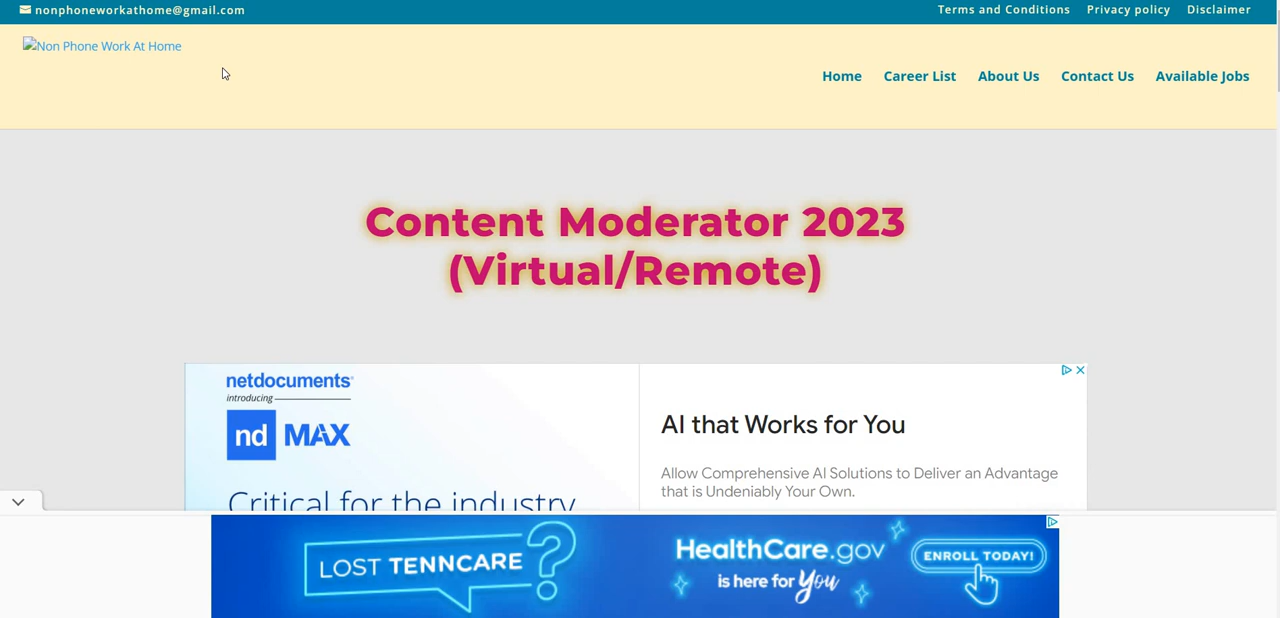 nonphoneworkathome@gmail.com
Terms and Conditions Privacy policy Disclaimer
Non Phone Work At Home
Home Career List About Us Contact Us Available Jobs
Content Moderator 2023
(Virtual/Remote)
netdocuments®
introducing
nd MAX
Critical for the industry
AI that Works for You
Allow Comprehensive AI Solutions to Deliver an Advantage
that is Undeniably Your Own.
LOST TENNCARE ?
HealthCare.gov
is here for You
ENROLL TODAY!